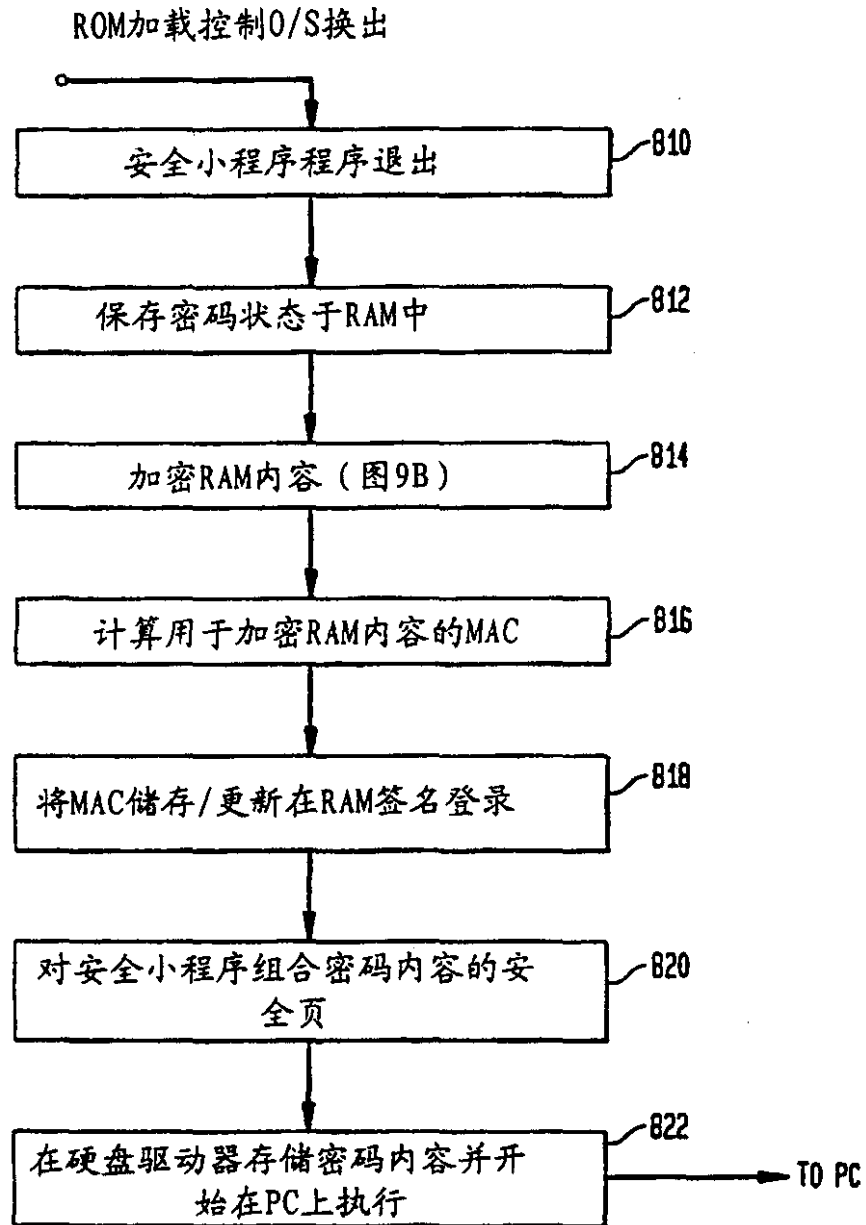 ROM加载控制O/S换出
安全小程序程序退出
810
保存密码状态于RAM中
812
加密RAM内容（图9B）
814
计算用于加密RAM内容的MAC
816
将MAC储存/更新在RAM签名登录
818
对安全小程序组合密码内容的安
全页
820
在硬盘驱动器存储密码内容并开
始在PC上执行
822
TO PC